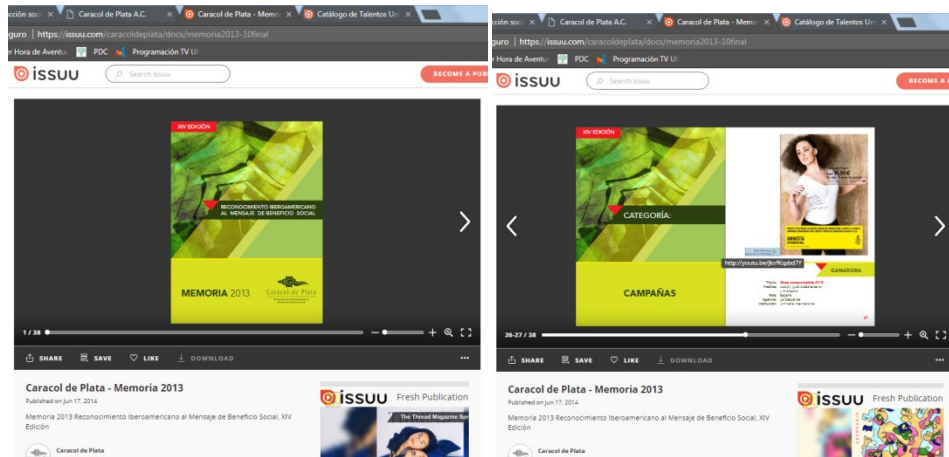 cción soci
Caracol de Plata A.C.
Caracol de Plata - Memo
Catálogo de Talentos Un
guro | https://issuu.com/caracoldeplata/docs/memoria2013-10final
r Hora de Aventu
PDC
Programación TV U
issuu
Search Issuu
BECOME A PUB
XIV EDICIÓN
RECONOCIMIENTO IBEROAMERICANO
AL MENSAJE DE BENEFICIO SOCIAL
MEMORIA 2013
Caracol de Plata
1 / 38
SHARE
SAVE
LIKE
DOWNLOAD
Caracol de Plata - Memoria 2013
Published on Jun 17, 2014
Memoria 2013 Reconocimiento Iberoamericano al Mensaje de Beneficio Social, XIV
Edición
Caracol de Plata
issuu Fresh Publication
The Thread Magazine Spr
cción soci
Caracol de Plata A.C.
Caracol de Plata - Memo
Catálogo de Talentos Un
guro | https://issuu.com/caracoldeplata/docs/memoria2013-10final
r Hora de Aventu
PDC
Programación TV U
issuu
Search Issuu
BECOME A
XIV EDICIÓN
CATEGORÍA:
CAMPAÑAS
AMNISTÍA
INTERNACIONAL
GANADORA
26-27 / 38
SHARE
SAVE
LIKE
DOWNLOAD
Caracol de Plata - Memoria 2013
Published on Jun 17, 2014
Memoria 2013 Reconocimiento Iberoamericano al Mensaje de Beneficio Social, XIV
Edición
Caracol de Plata
issuu Fresh Publication